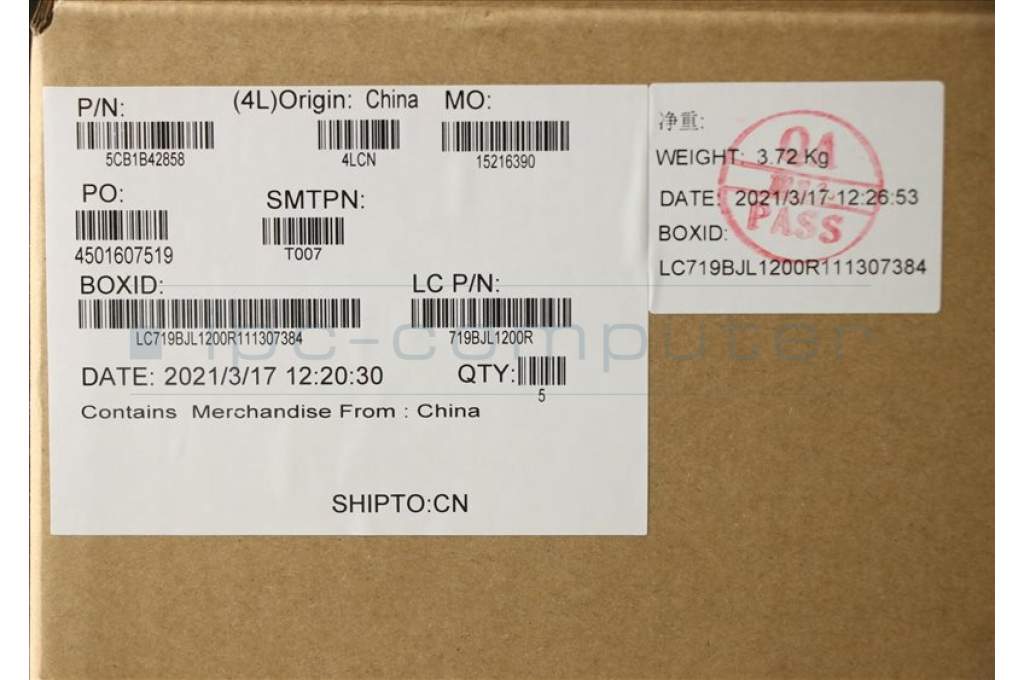 P/N:
5CB1B42858
(4L)Origin: China
4LCN
MO:
15216390
PO:
4501607519
SMTPN:
T007
BOXID:
LC719BJL1200R111307384
LC P/N:
719BJL1200R
DATE: 2021/3/17 12:20:30
QTY:
5
Contains Merchandise From : China
SHIPTO:CN
净重:
WEIGHT: 3.72 Kg
DATE: 2021/3/17-12:26:53
BOXID:
LC719BJL1200R111307384
PASS
ipc-computer